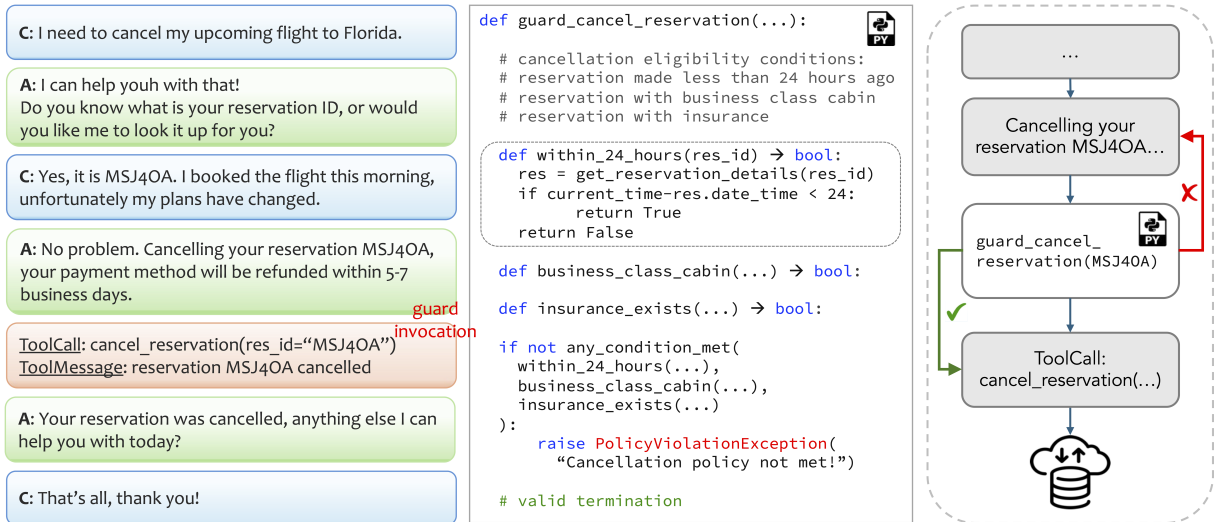 C: I need to cancel my upcoming flight to Florida.
A: I can help youh with that!
Do you know what is your reservation ID, or would
you like me to look it up for you?
C: Yes, it is MSJ4OA. I booked the flight this morning,
unfortunately my plans have changed.
A: No problem. Cancelling your reservation MSJ4OA,
your payment method will be refunded within 5-7
business days.
guard
invocation
ToolCall: cancel_reservation(res_id=“MSJ4OA”)
ToolMessage: reservation MSJ4OA cancelled
A: Your reservation was cancelled, anything else I can
help you with today?
C: That’s all, thank you!
def guard_cancel_reservation(...):
PY
# cancellation eligibility conditions:
# reservation made less than 24 hours ago
# reservation with business class cabin
# reservation with insurance
def within_24_hours(res_id) → bool:
res = get_reservation_details(res_id)
if current_time-res.date_time < 24:
return True
return False
def business_class_cabin(...) → bool:
def insurance_exists(...) → bool:
if not any_condition_met(
within_24_hours(...),
business_class_cabin(...),
insurance_exists(...)
):
raise PolicyViolationException(
“Cancellation policy not met!”)
# valid termination
...
Cancelling your
reservation MSJ4OA...
PY
guard_cancel_
reservation(MSJ4OA)
ToolCall:
cancel_reservation(...)